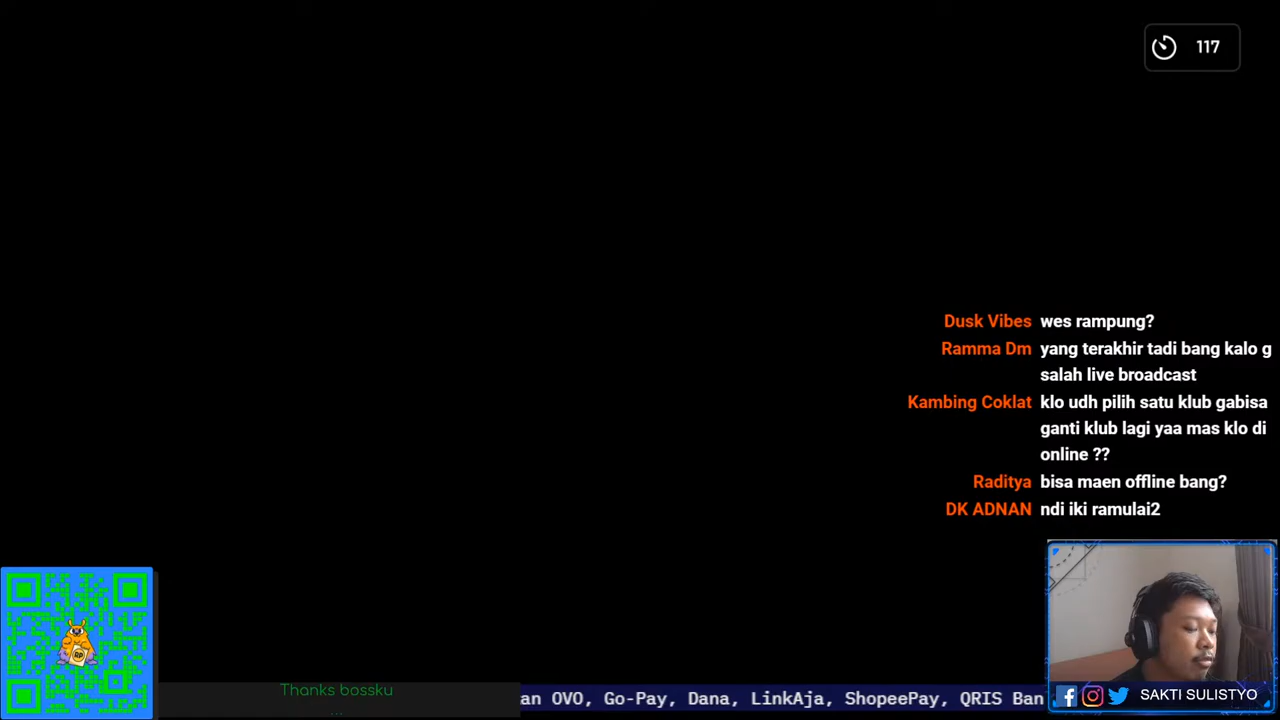 117
Dusk Vibes wes rampung?
Ramma Dm yang terakhir tadi bang kalo g
salah live broadcast
Kambing Coklat klo udh pilih satu klub gabisa
ganti klub lagi yaa mas klo di
online ??
Raditya bisa maen offline bang?
DK ADNAN ndi iki ramulai2
RP
Thanks bossku
...
an OVO, Go-Pay, Dana, LinkAja, ShopeePay, QRIS Ban
SAKTI SULISTYO